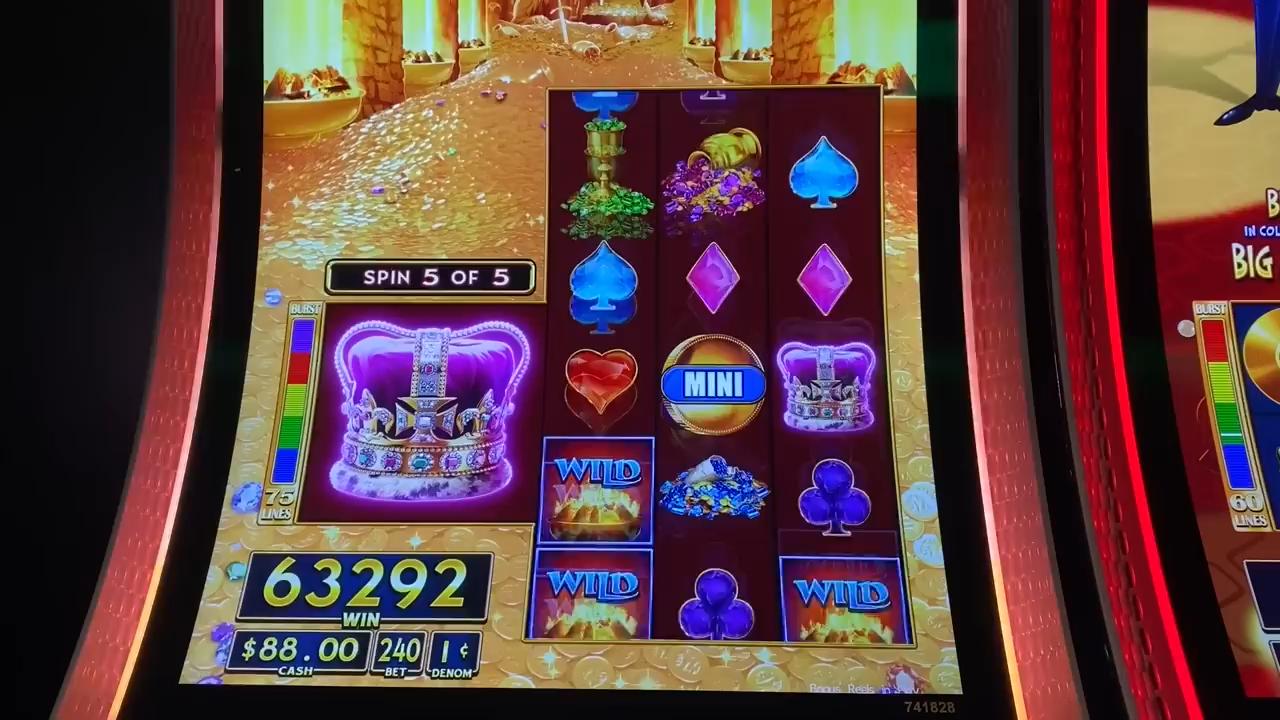 SPIN 5 OF 5
BURST
75
LINES
MINI
WILD
WILD
WILD
63292
WIN
$88.00
CASH
240
BET
1¢
DENOM
741828
B
IN COL
BIG
BURST
60
LINES